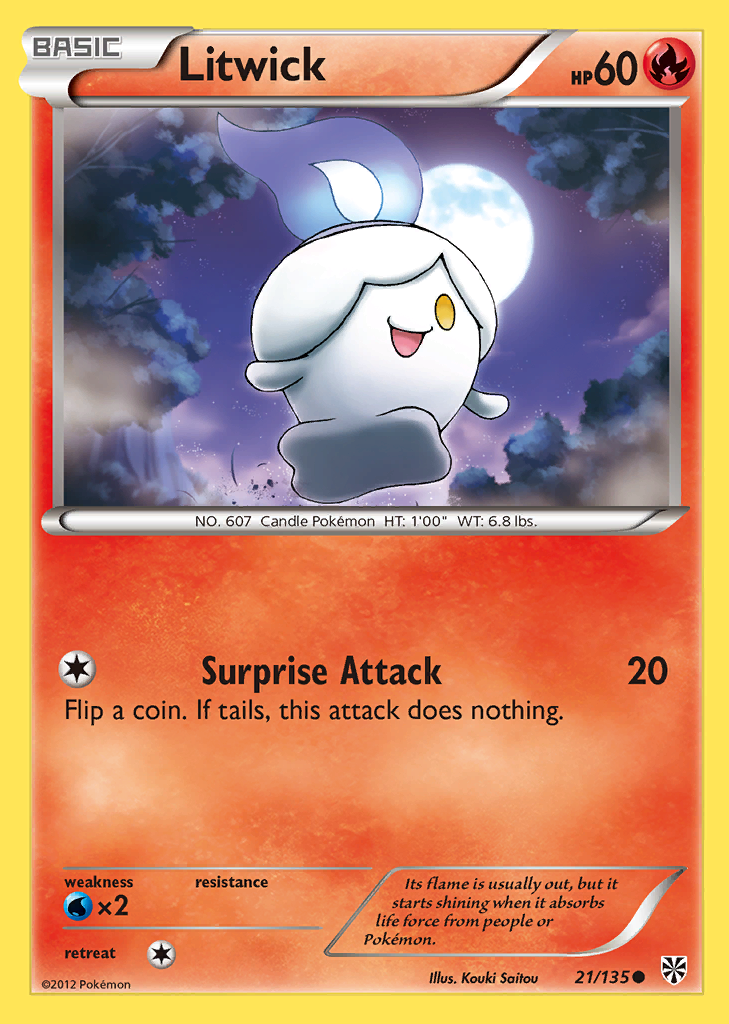 BASIC
Litwick
HP60
NO. 607 Candle Pokémon HT: 1'00" WT: 6.8 lbs.
Surprise Attack 20
Flip a coin. If tails, this attack does nothing.
weakness resistance
×2
retreat
Its flame is usually out, but it
starts shining when it absorbs
life force from people or
Pokémon.
©2012 Pokémon
Illus. Kouki Saitou
21/135